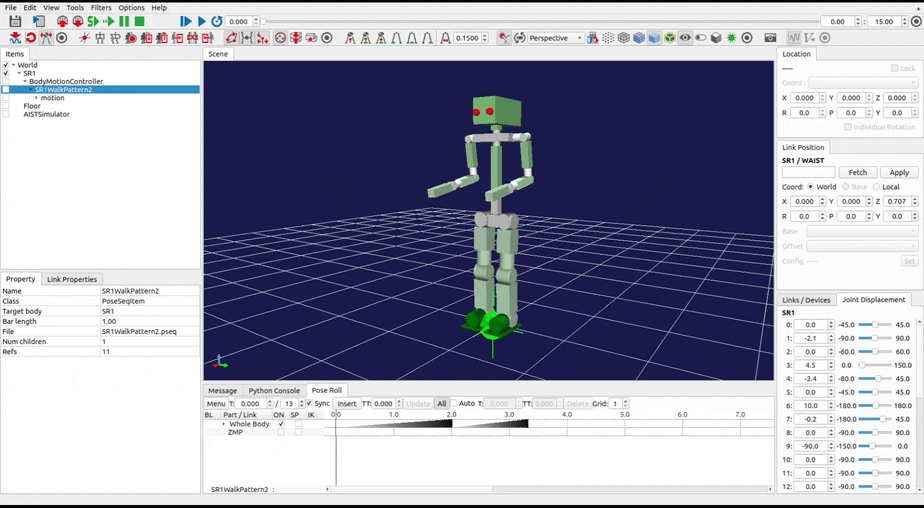 File Edit View Tools Filters Options Help
0.000 0.00 : 15.00
0.1500 Perspective
Items
World
SR1
BodyMotionController
SR1WalkPattern2
motion
Floor
AISTSimulator
Property Link Properties
Name SR1WalkPattern2
Class PoseSeqItem
Target body SR1
Bar length 1.00
File SR1WalkPattern2.pseq
Num children 1
Refs 11
Scene
Message Python Console Pose Roll
Menu T: 0.000 / 13 Sync Insert TT: 0.000 Update All Auto T: 0.000 TT: 0.000 Delete Grid: 1
BL Part / Link ON SP IK 0.0 1.0 2.0 3.0 4.0 5.0 6.0 7.0
Whole Body
ZMP
SR1WalkPattern2 :
Location
----- Lock
Coord :
X 0.000 Y 0.000 Z 0.000
R 0.0 P 0.0 Y 0.0
Individual Rotation
Link Position
SR1 / WAIST
Fetch Apply
Coord: World Base Local
X 0.000 Y 0.000 Z 0.707
R 0.0 P 0.0 Y 0.0
Base
Offset
Config ----- Set
Links / Devices Joint Displacement
SR1
0: 0.0 -45.0 45.0
1: -2.1 -90.0 90.0
2: 0.0 -60.0 60.0
3: 4.5 0.0 150.0
4: -2.4 -80.0 45.0
5: 0.0 -45.0 45.0
6: 10.0 -180.0 180.0
7: -0.2 -180.0 45.0
8: 0.0 -90.0 90.0
9: -90.0 -150.0 0.0
10: 0.0 -90.0 90.0
11: 0.0 -90.0 90.0
12: 0.0 -90.0 90.0